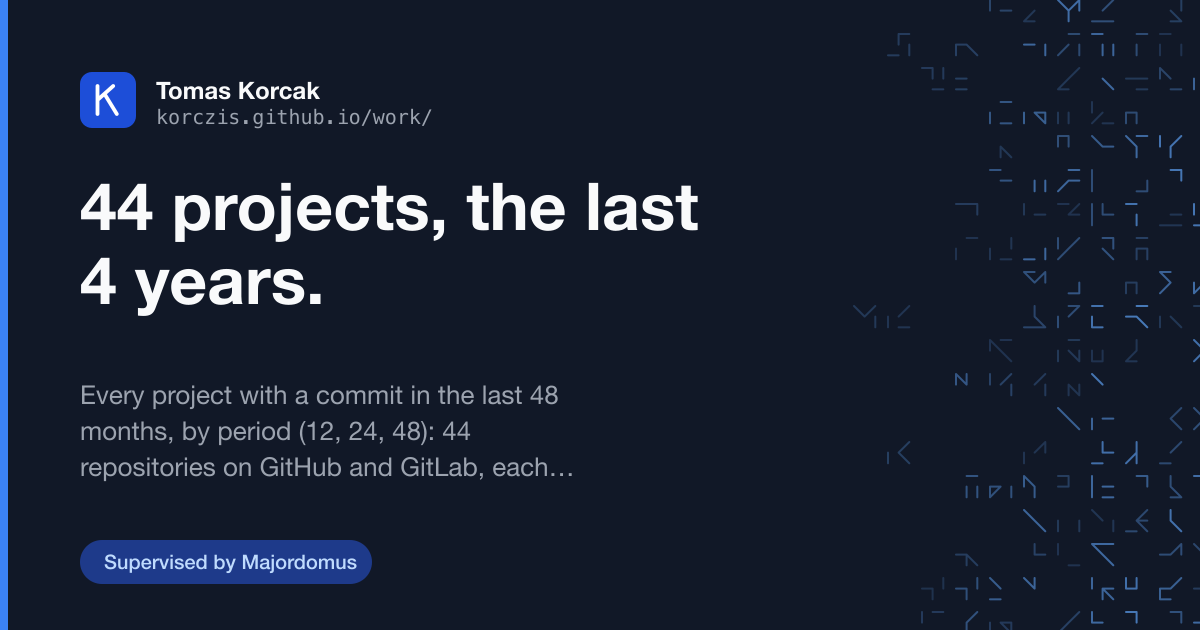 K
Tomas Korcak
korczis.github.io/work/
44 projects, the last
4 years.
Every project with a commit in the last 48
months, by period (12, 24, 48): 44
repositories on GitHub and GitLab, each…
Supervised by Majordomus